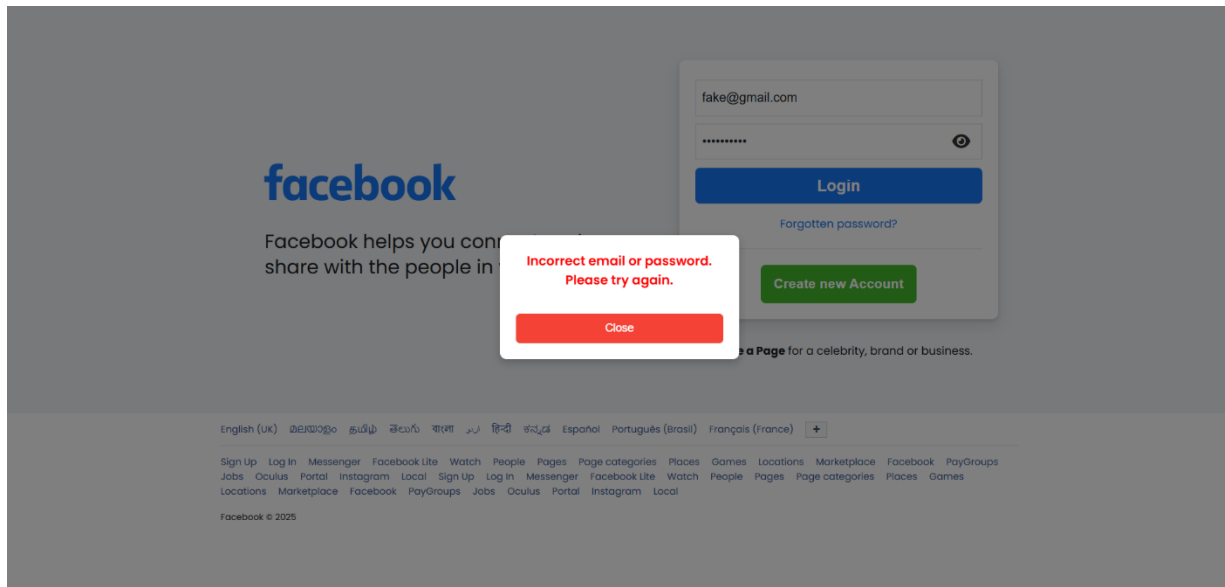 fake@gmail.com
••••••••••
facebook
Login
Forgotten password?
Facebook helps you con
share with the people in
Incorrect email or password.
Please try again.
Close
Create new Account
a Page for a celebrity, brand or business.
English (UK) മലയാളം தமிழ் తెలుగు বাংলা اردو हिन्दी ಕನ್ನಡ Español Português (Brasil) Français (France) +
Sign Up Log In Messenger Facebook Lite Watch People Pages Page categories Places Games Locations Marketplace Facebook PayGroups
Jobs Oculus Portal Instagram Local Sign Up Log In Messenger Facebook Lite Watch People Pages Page categories Places Games
Locations Marketplace Facebook PayGroups Jobs Oculus Portal Instagram Local
Facebook © 2025